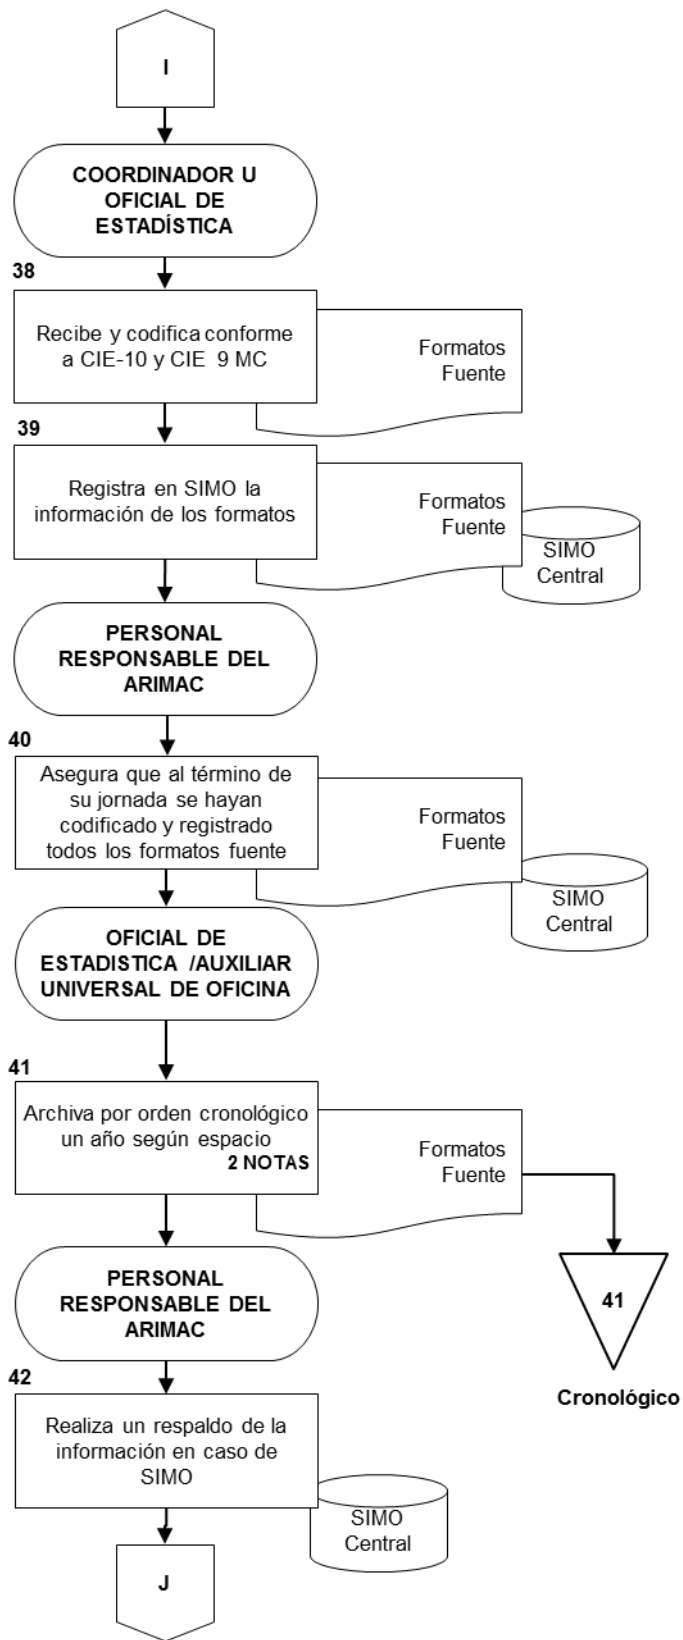 I
COORDINADOR U
OFICIAL DE
ESTADÍSTICA
38
Recibe y codifica conforme
a CIE-10 y CIE 9 MC
Formatos
Fuente
39
Registra en SIMO la
información de los formatos
Formatos
Fuente
SIMO
Central
PERSONAL
RESPONSABLE DEL
ARIMAC
40
Asegura que al término de
su jornada se hayan
codificado y registrado
todos los formatos fuente
Formatos
Fuente
SIMO
Central
OFICIAL DE
ESTADISTICA /AUXILIAR
UNIVERSAL DE OFICINA
41
Archiva por orden cronológico
un año según espacio
2 NOTAS
Formatos
Fuente
41
Cronológico
PERSONAL
RESPONSABLE DEL
ARIMAC
42
Realiza un respaldo de la
información en caso de
SIMO
SIMO
Central
J